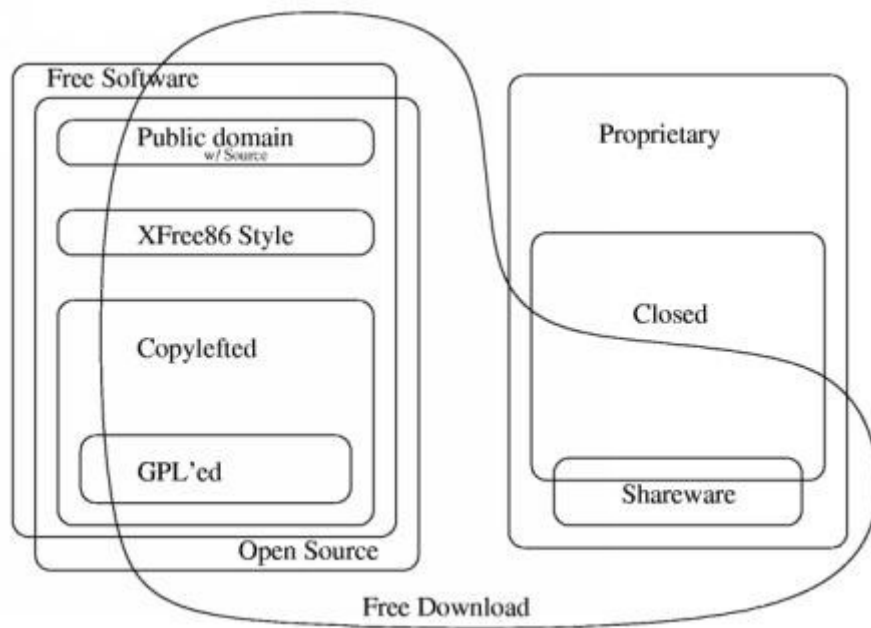 Free Software
Public domain
w/ Source
XFree86 Style
Copylefted
GPL'ed
Open Source
Proprietary
Closed
Shareware
Free Download